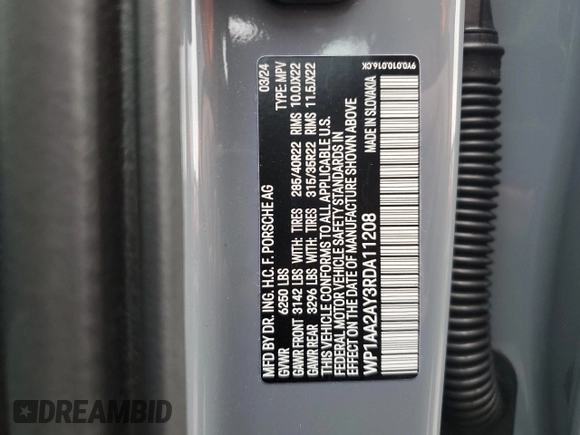 MFD BY DR. ING. H.C. F. PORSCHE AG 03/24
GVWR 6250 LBS TYPE: MPV
GAWR FRONT 3142 LBS WITH: TIRES 285/40R22 RIMS 10.0JX22
GAWR REAR 3296 LBS WITH: TIRES 315/35R22 RIMS 11.5JX22
THIS VEHICLE CONFORMS TO ALL APPLICABLE U.S.
FEDERAL MOTOR VEHICLE SAFETY STANDARDS IN
EFFECT ON THE DATE OF MANUFACTURE SHOWN ABOVE
MADE IN SLOVAKIA
WP1AA2AY3RDA11208
9Y0.010.016.CK
DREAMBID